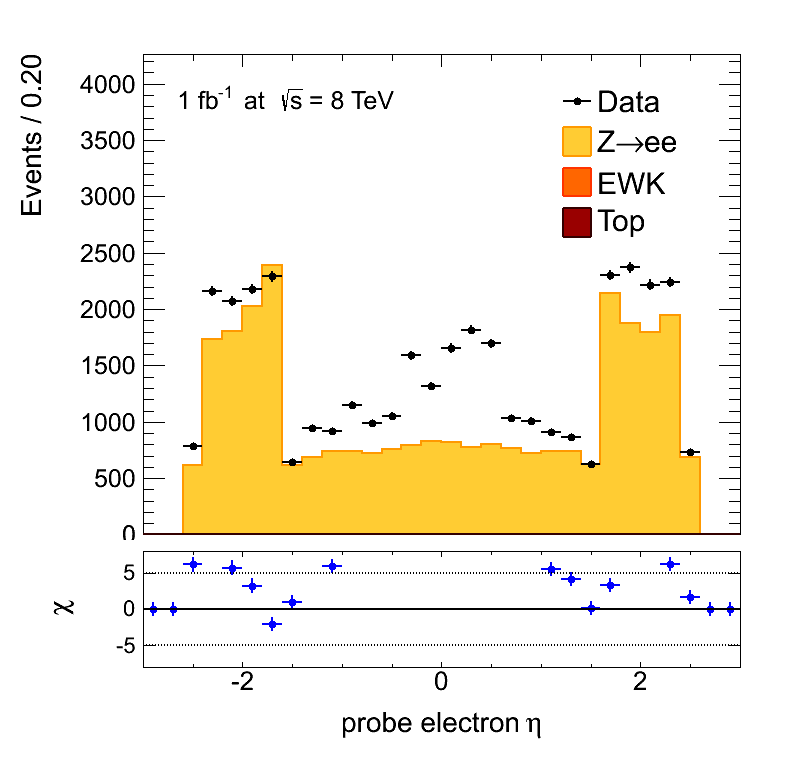 Events / 0.20
4000
3500
3000
2500
2000
1500
1000
500
0
1 fb⁻¹ at √s = 8 TeV
Data
Z→ee
EWK
Top
χ
5
0
-5
-2 0 2
probe electron η